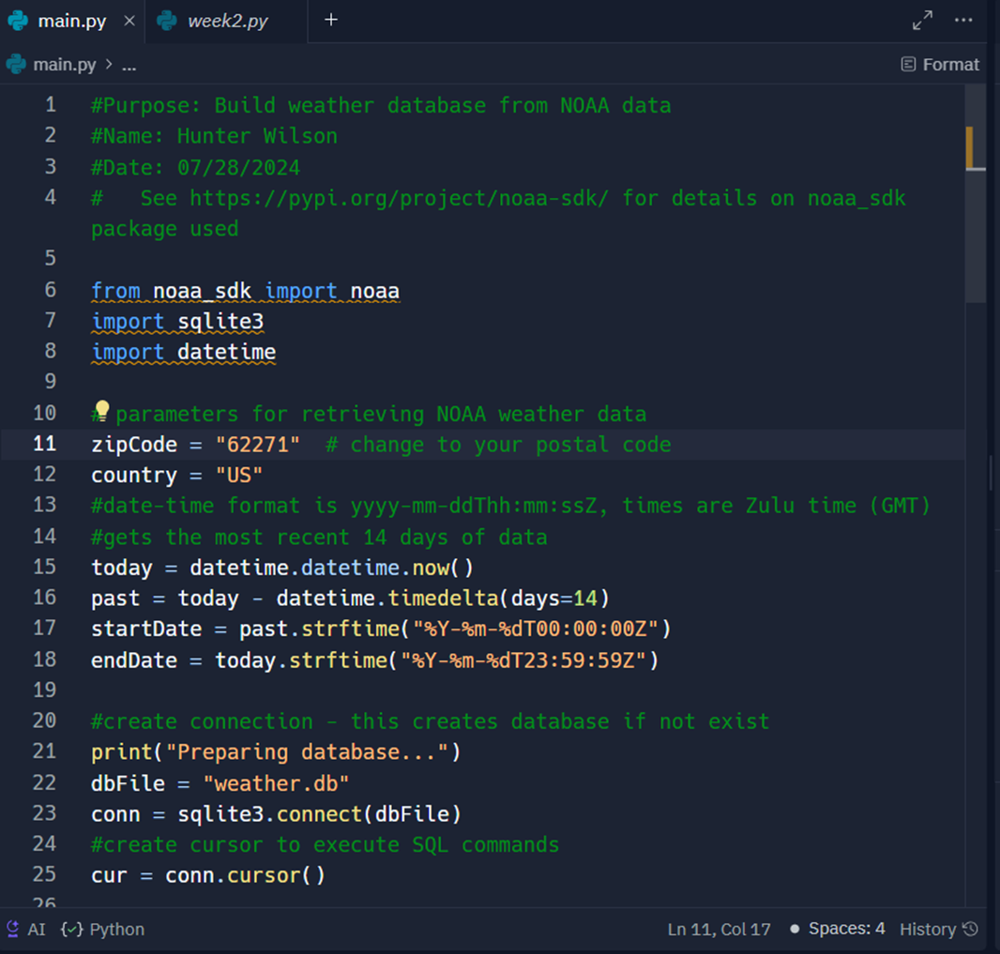 main.py × week2.py +
main.py > ... Format
1 #Purpose: Build weather database from NOAA data
2 #Name: Hunter Wilson
3 #Date: 07/28/2024
4 #   See https://pypi.org/project/noaa-sdk/ for details on noaa_sdk
package used
5
6 from noaa_sdk import noaa
7 import sqlite3
8 import datetime
9
10 # parameters for retrieving NOAA weather data
11 zipCode = "62271"  # change to your postal code
12 country = "US"
13 #date-time format is yyyy-mm-ddThh:mm:ssZ, times are Zulu time (GMT)
14 #gets the most recent 14 days of data
15 today = datetime.datetime.now()
16 past = today - datetime.timedelta(days=14)
17 startDate = past.strftime("%Y-%m-%dT00:00:00Z")
18 endDate = today.strftime("%Y-%m-%dT23:59:59Z")
19
20 #create connection - this creates database if not exist
21 print("Preparing database...")
22 dbFile = "weather.db"
23 conn = sqlite3.connect(dbFile)
24 #create cursor to execute SQL commands
25 cur = conn.cursor()
26
AI {✓} Python Ln 11, Col 17 ● Spaces: 4 History